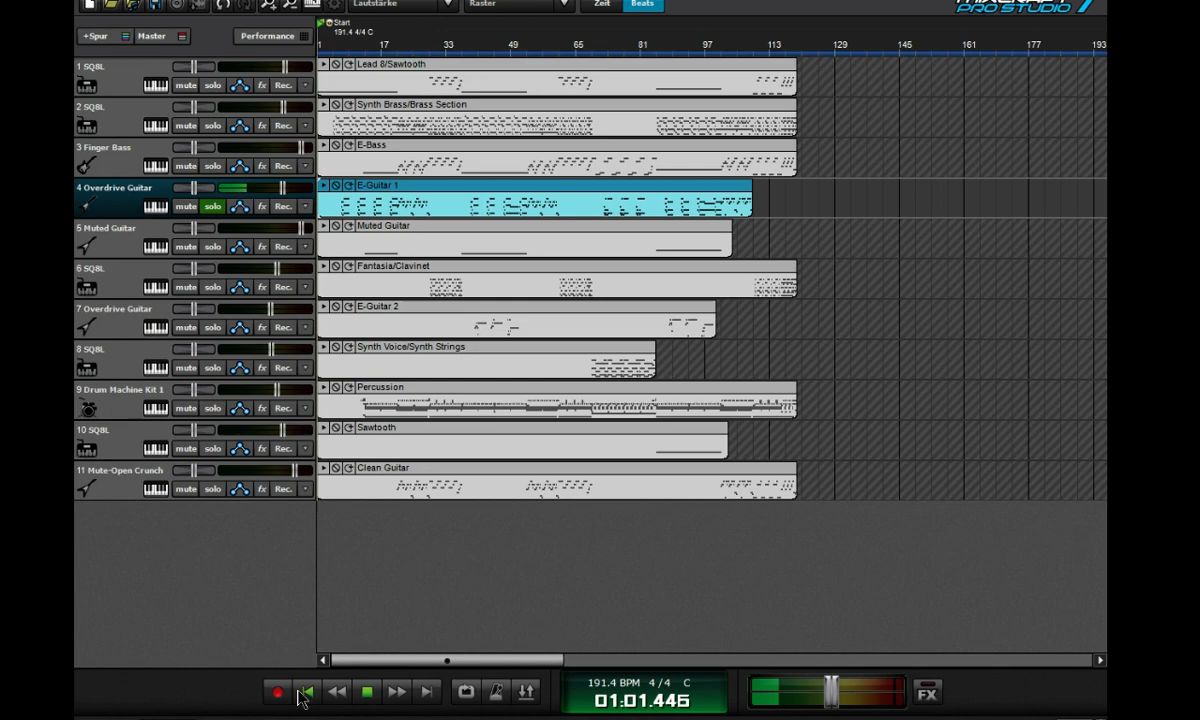 Lautstärke Raster Zeit Beats MIXCRAFT
PRO STUDIO 7
+Spur Master Performance
Start
191.4 4/4 C
1 17 33 49 65 81 97 113 129 145 161 177 193
1 SQ8L Lead 8/Sawtooth
mute solo fx Rec.
2 SQ8L Synth Brass/Brass Section
mute solo fx Rec.
3 Finger Bass E-Bass
mute solo fx Rec.
4 Overdrive Guitar E-Guitar 1
mute solo fx Rec.
5 Muted Guitar Muted Guitar
mute solo fx Rec.
6 SQ8L Fantasia/Clavinet
mute solo fx Rec.
7 Overdrive Guitar E-Guitar 2
mute solo fx Rec.
8 SQ8L Synth Voice/Synth Strings
mute solo fx Rec.
9 Drum Machine Kit 1 Percussion
mute solo fx Rec.
10 SQ8L Sawtooth
mute solo fx Rec.
11 Mute-Open Crunch Clean Guitar
mute solo fx Rec.
191.4 BPM 4/4 C
01:01.446 FX